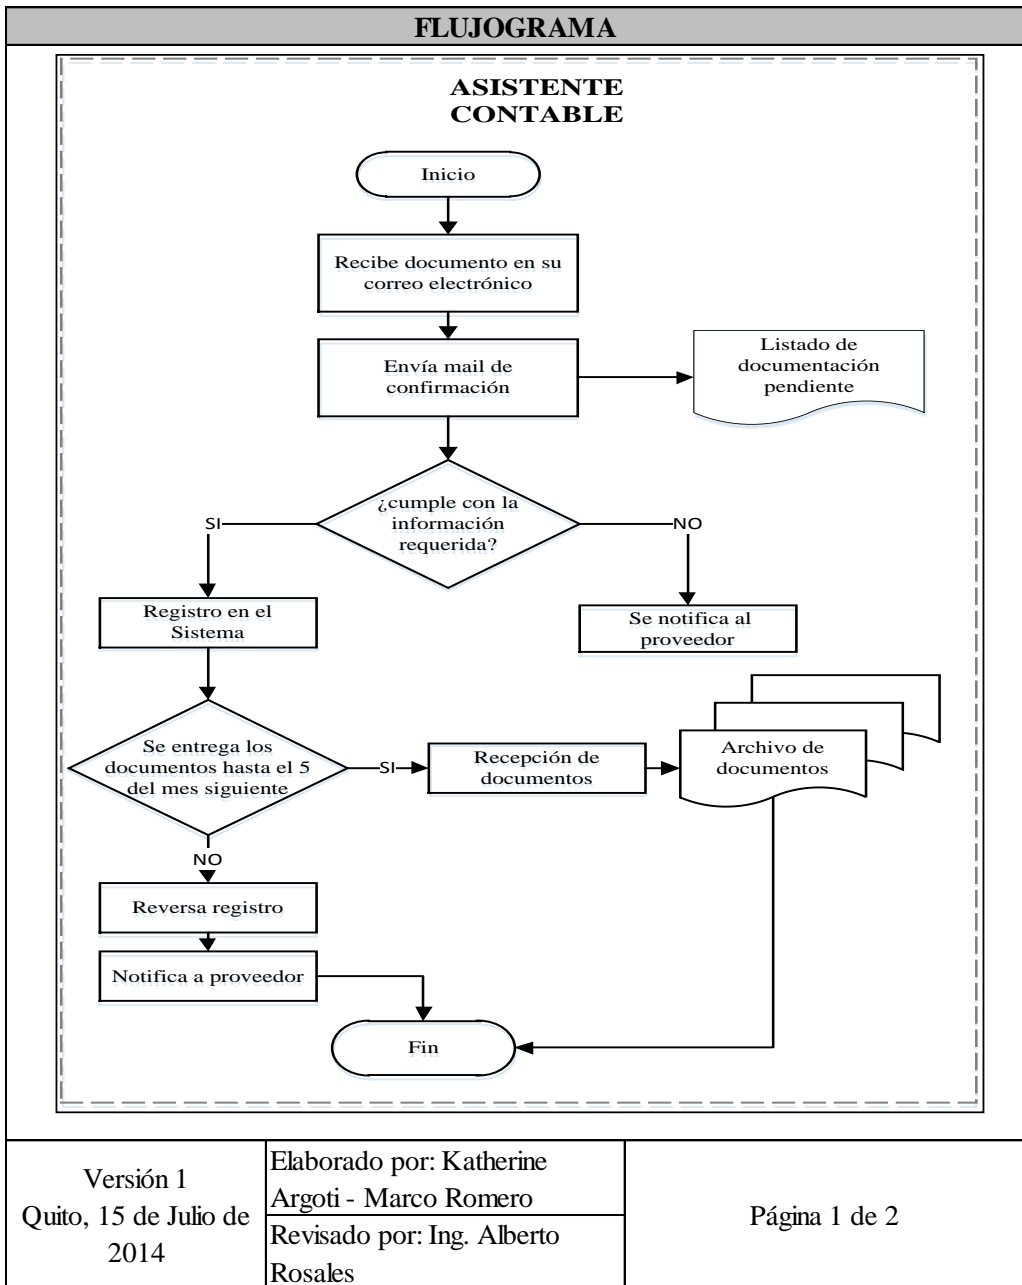 FLUJOGRAMA
ASISTENTE
CONTABLE
Inicio
Recibe documento en su
correo electrónico
Envía mail de
confirmación
Listado de
documentación
pendiente
¿cumple con la
información
requerida?
SI
NO
Registro en el
Sistema
Se notifica al
proveedor
Se entrega los
documentos hasta el 5
del mes siguiente
SI
Recepción de
documentos
Archivo de
documentos
NO
Reversa registro
Notifica a proveedor
Fin
Versión 1
Quito, 15 de Julio de
2014
Elaborado por: Katherine
Argoti - Marco Romero
Revisado por: Ing. Alberto
Rosales
Página 1 de 2